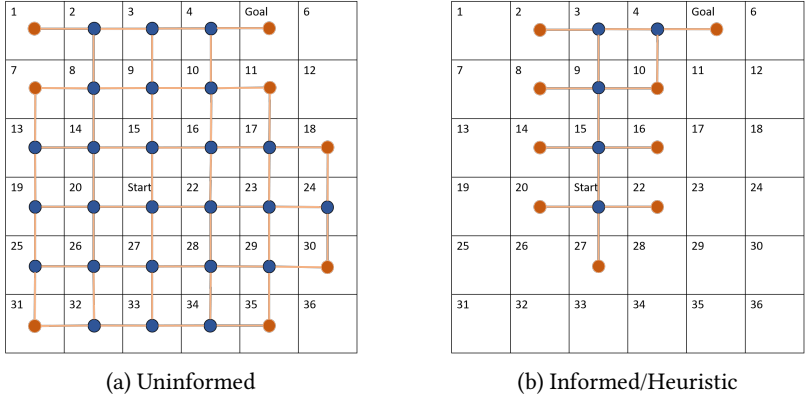 1 2 3 4 Goal 6
7 8 9 10 11 12
13 14 15 16 17 18
19 20 Start 22 23 24
25 26 27 28 29 30
31 32 33 34 35 36
(a) Uninformed
1 2 3 4 Goal 6
7 8 9 10 11 12
13 14 15 16 17 18
19 20 Start 22 23 24
25 26 27 28 29 30
31 32 33 34 35 36
(b) Informed/Heuristic